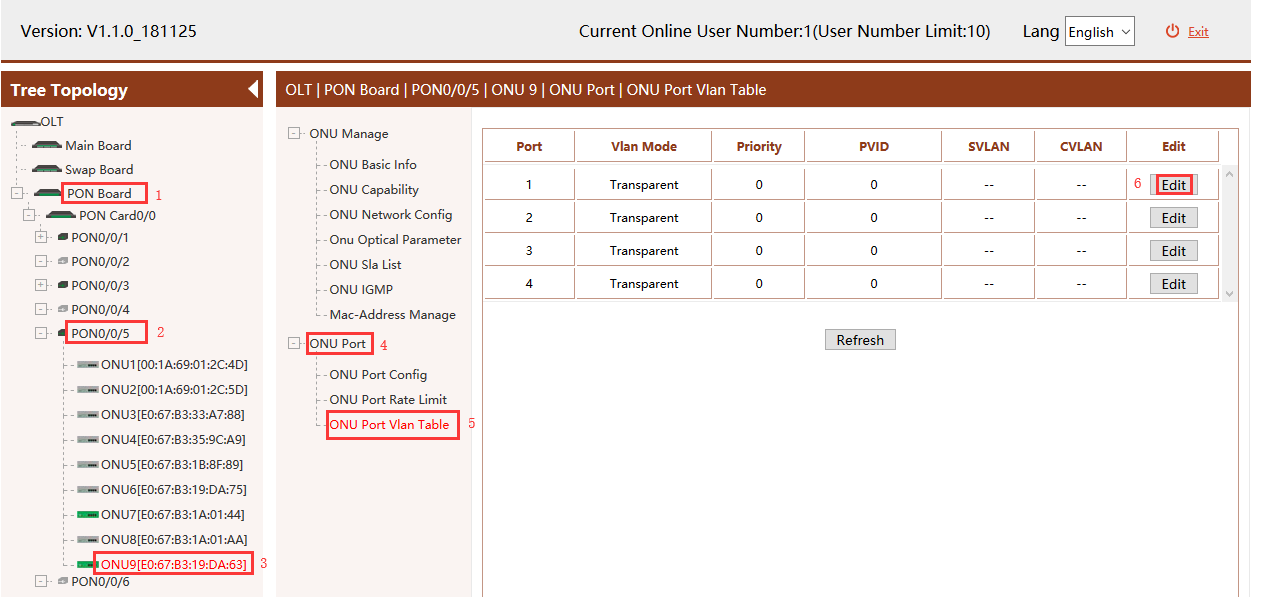 Version: V1.1.0_181125
Current Online User Number:1(User Number Limit:10)
Lang English
Exit
Tree Topology
OLT
Main Board
Swap Board
PON Board 1
PON Card0/0
PON0/0/1
PON0/0/2
PON0/0/3
PON0/0/4
PON0/0/5 2
ONU1[00:1A:69:01:2C:4D]
ONU2[00:1A:69:01:2C:5D]
ONU3[E0:67:B3:33:A7:88]
ONU4[E0:67:B3:35:9C:A9]
ONU5[E0:67:B3:1B:8F:89]
ONU6[E0:67:B3:19:DA:75]
ONU7[E0:67:B3:1A:01:44]
ONU8[E0:67:B3:1A:01:AA]
ONU9[E0:67:B3:19:DA:63] 3
PON0/0/6
OLT | PON Board | PON0/0/5 | ONU 9 | ONU Port | ONU Port Vlan Table
ONU Manage
ONU Basic Info
ONU Capability
ONU Network Config
Onu Optical Parameter
ONU Sla List
ONU IGMP
Mac-Address Manage
ONU Port 4
ONU Port Config
ONU Port Rate Limit
ONU Port Vlan Table 5
Port Vlan Mode Priority PVID SVLAN CVLAN Edit
1 Transparent 0 0 -- -- 6 Edit
2 Transparent 0 0 -- -- Edit
3 Transparent 0 0 -- -- Edit
4 Transparent 0 0 -- -- Edit
Refresh